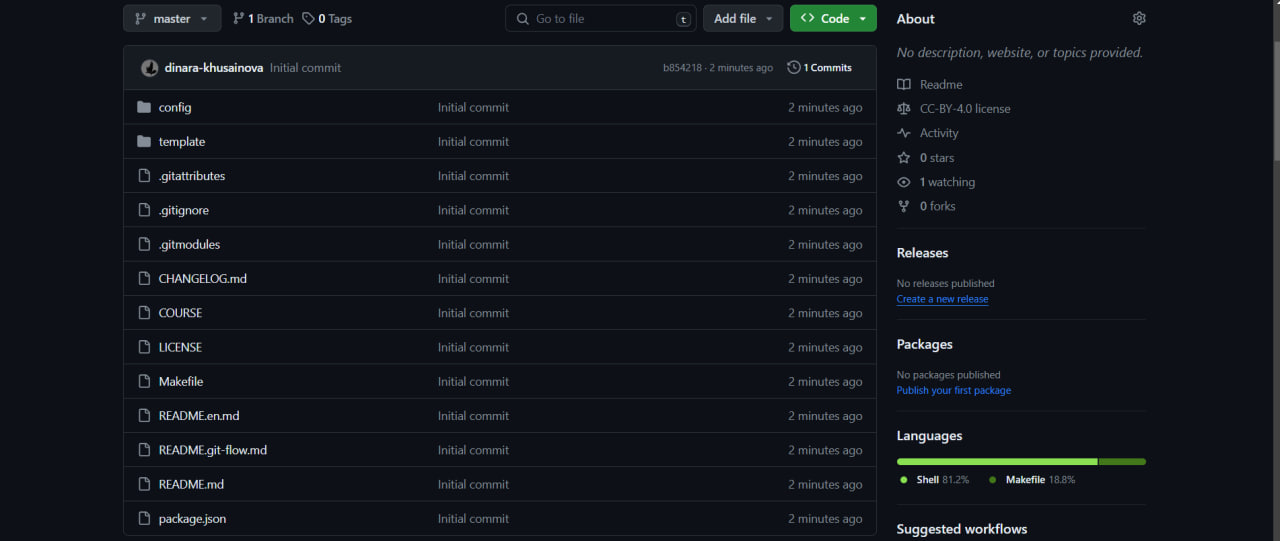 master 1 Branch 0 Tags Go to file t Add file Code
dinara-khusainova Initial commit b854218 · 2 minutes ago 1 Commits
config Initial commit 2 minutes ago
template Initial commit 2 minutes ago
.gitattributes Initial commit 2 minutes ago
.gitignore Initial commit 2 minutes ago
.gitmodules Initial commit 2 minutes ago
CHANGELOG.md Initial commit 2 minutes ago
COURSE Initial commit 2 minutes ago
LICENSE Initial commit 2 minutes ago
Makefile Initial commit 2 minutes ago
README.en.md Initial commit 2 minutes ago
README.git-flow.md Initial commit 2 minutes ago
README.md Initial commit 2 minutes ago
package.json Initial commit 2 minutes ago
About
No description, website, or topics provided.
Readme
CC-BY-4.0 license
Activity
0 stars
1 watching
0 forks
Releases
No releases published
Create a new release
Packages
No packages published
Publish your first package
Languages
Shell 81.2% Makefile 18.8%
Suggested workflows